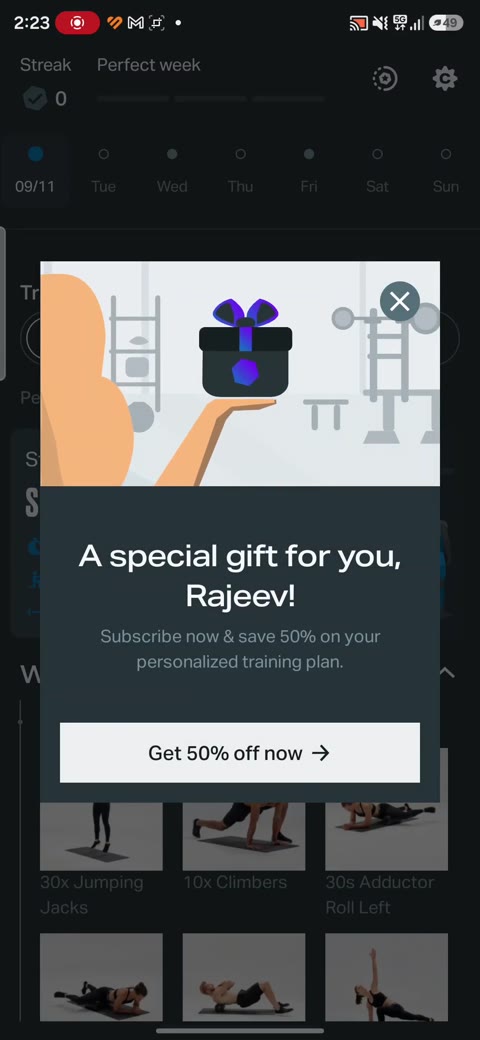 2:23
5G
49
Streak
Perfect week
0
09/11
Tue
Wed
Thu
Fri
Sat
Sun
A special gift for you,
Rajeev!
Subscribe now & save 50% on your
personalized training plan.
Get 50% off now →
30x Jumping
Jacks
10x Climbers
30s Adductor
Roll Left